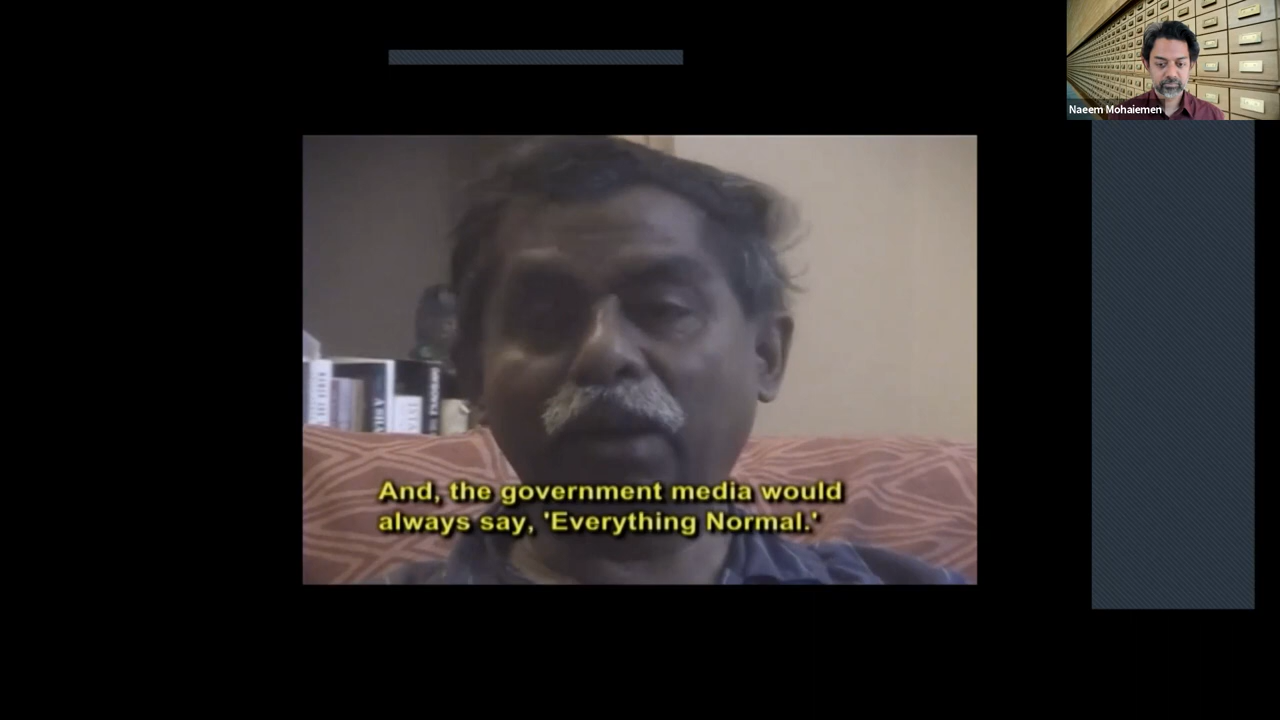 Naeem Mohaiemen
And, the government media would
always say, 'Everything Normal.'